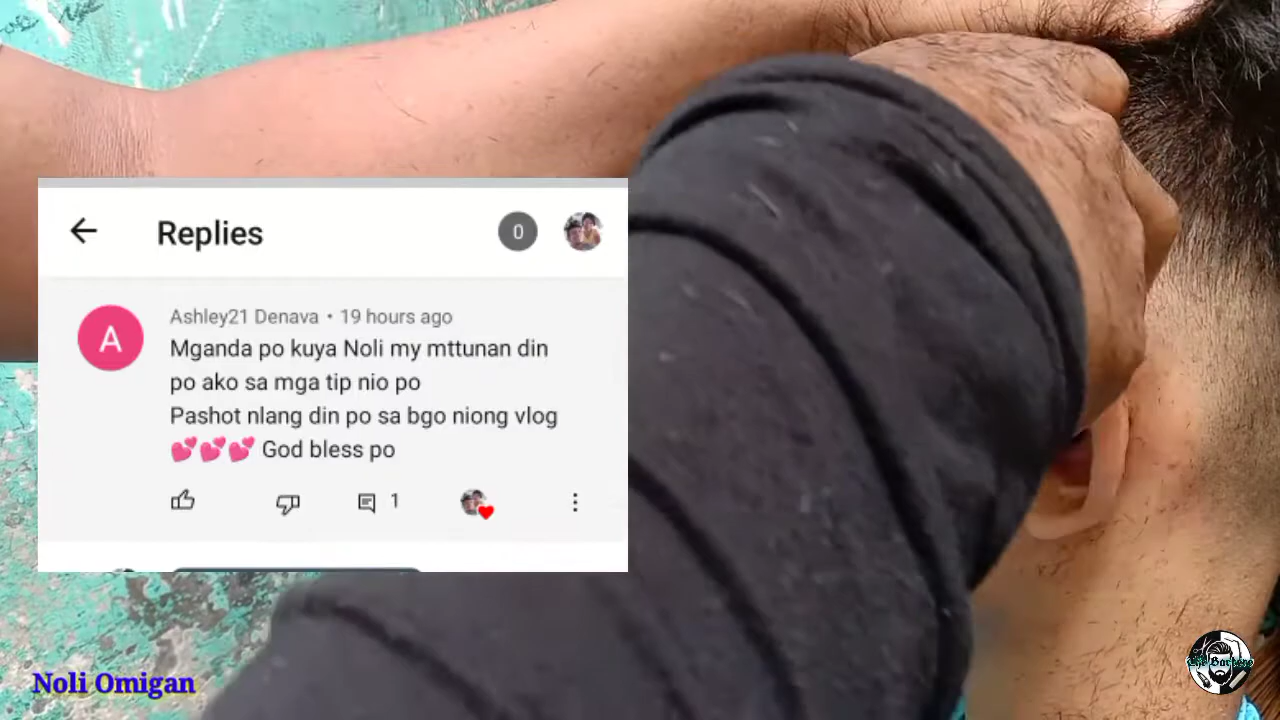 Replies
0
A
Ashley21 Denava • 19 hours ago
Mganda po kuya Noli my mttunan din
po ako sa mga tip nio po
Pashot nlang din po sa bgo niong vlog
💕💕💕 God bless po
1
Noli Omigan